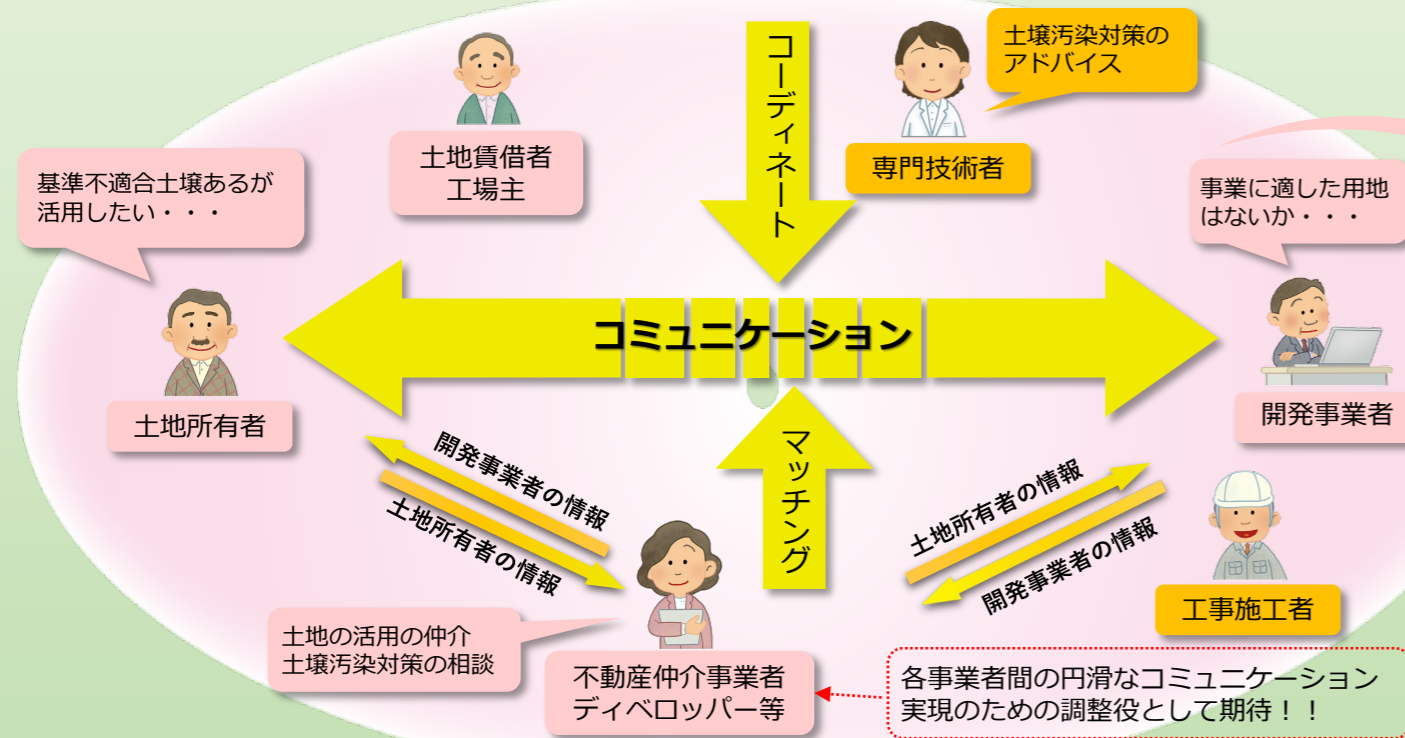 コーディネート
土壌汚染対策の
アドバイス
専門技術者
土地賃借者
工場主
基準不適合土壌あるが
活用したい・・・
事業に適した用地
はないか・・・
コミュニケーション
土地所有者
開発事業者
マッチング
開発事業者の情報
土地所有者の情報
土地所有者の情報
開発事業者の情報
工事施工者
土地の活用の仲介
土壌汚染対策の相談
不動産仲介事業者
ディベロッパー等
各事業者間の円滑なコミュニケーション
実現のための調整役として期待！！